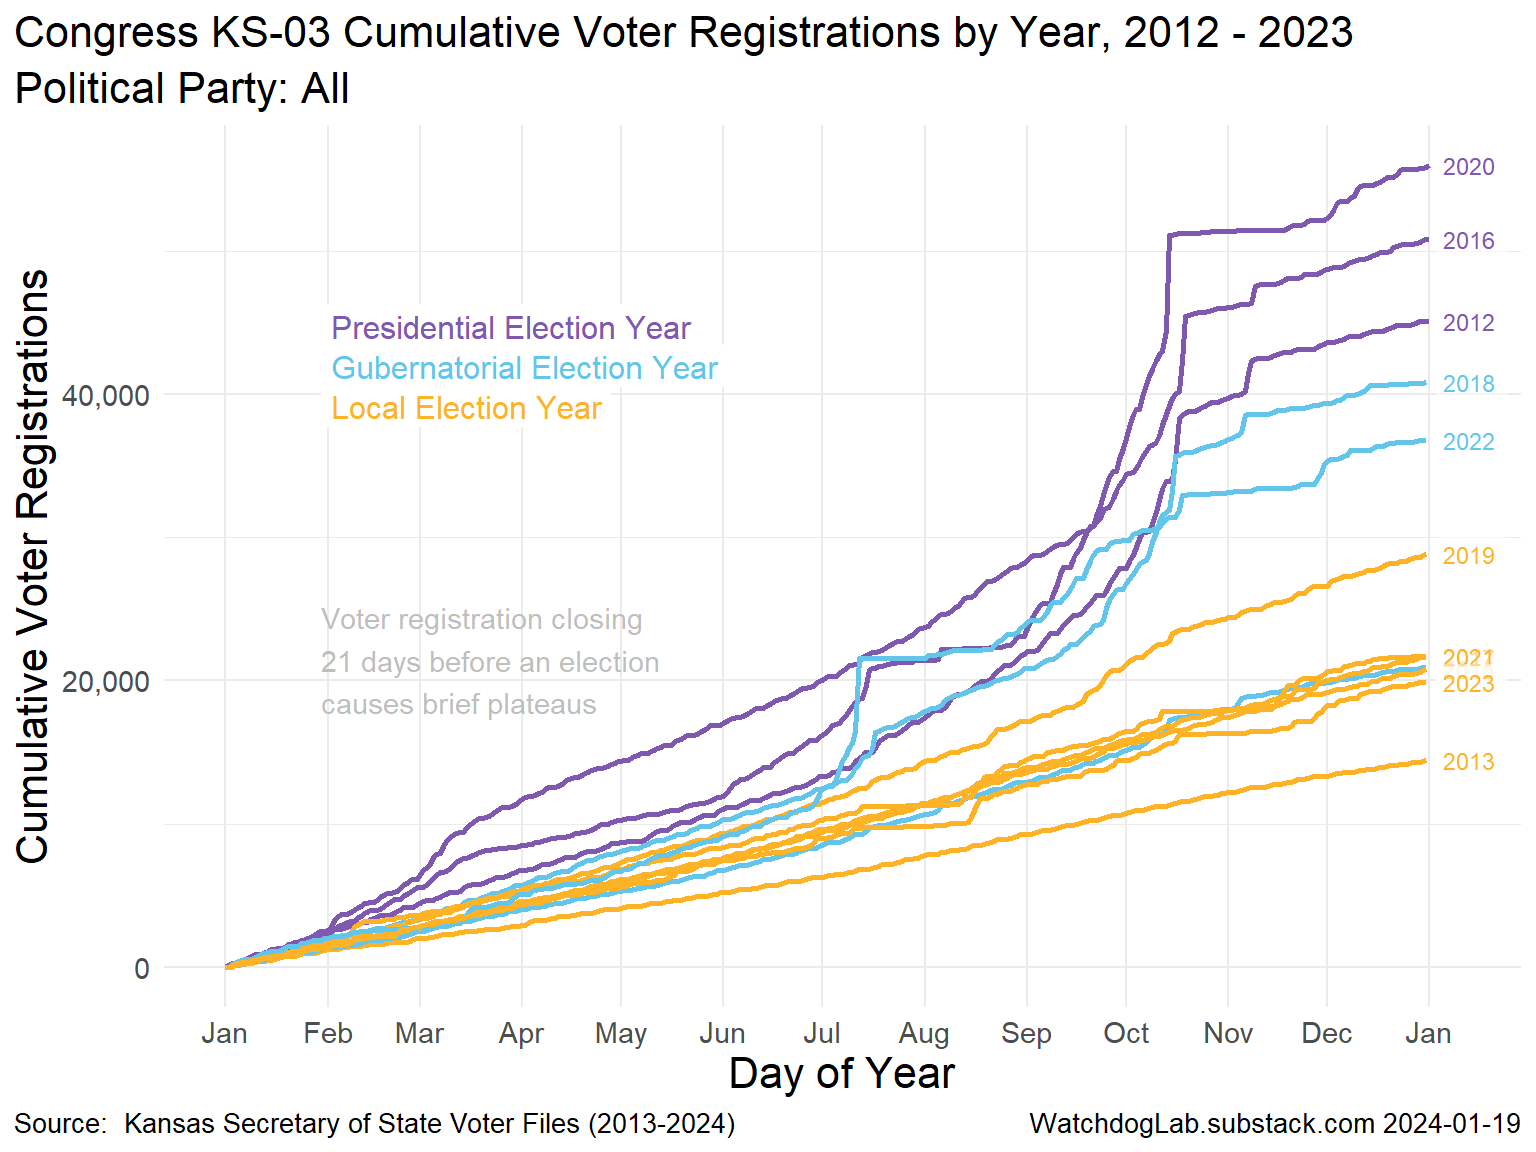 Congress KS-03 Cumulative Voter Registrations by Year, 2012 - 2023
Political Party: All
Cumulative Voter Registrations
40,000
20,000
0
Presidential Election Year
Gubernatorial Election Year
Local Election Year
Voter registration closing
21 days before an election
causes brief plateaus
2020
2016
2012
2018
2022
2019
2021
2023
2013
Jan Feb Mar Apr May Jun Jul Aug Sep Oct Nov Dec Jan
Day of Year
Source:  Kansas Secretary of State Voter Files (2013-2024)
WatchdogLab.substack.com 2024-01-19